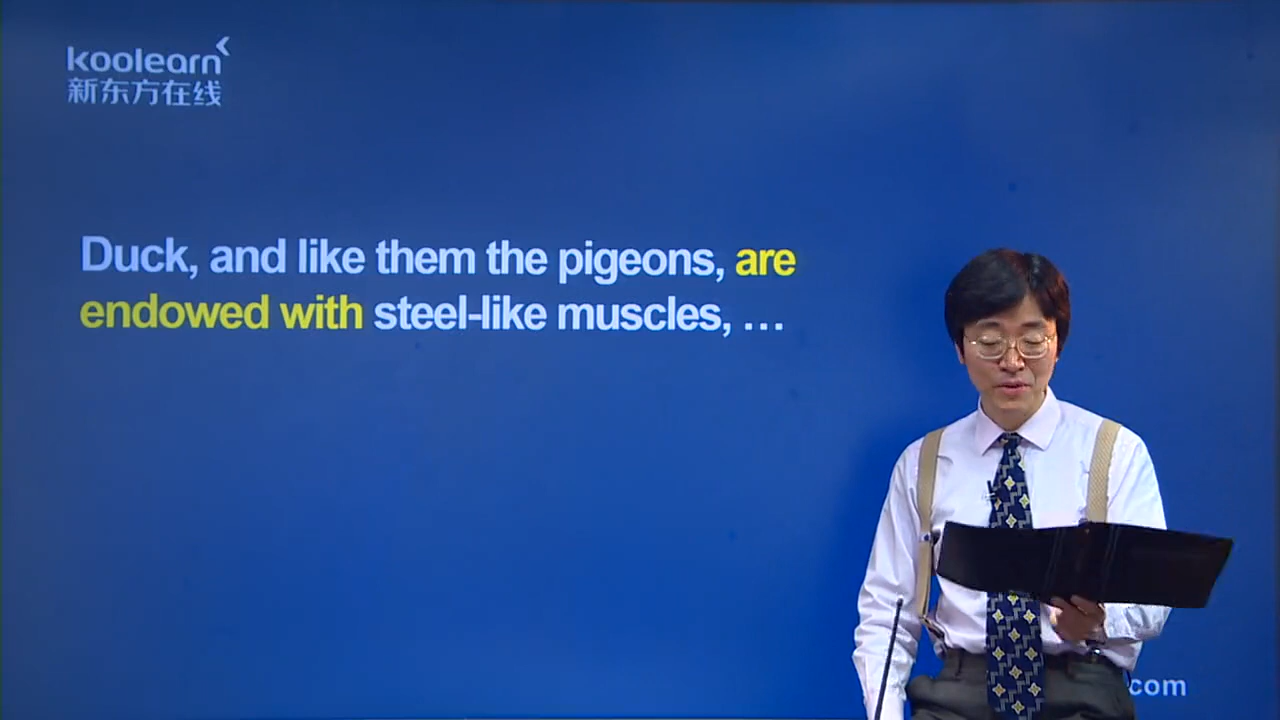 koolearn
新东方在线
Duck, and like them the pigeons, are
endowed with steel-like muscles, …
com